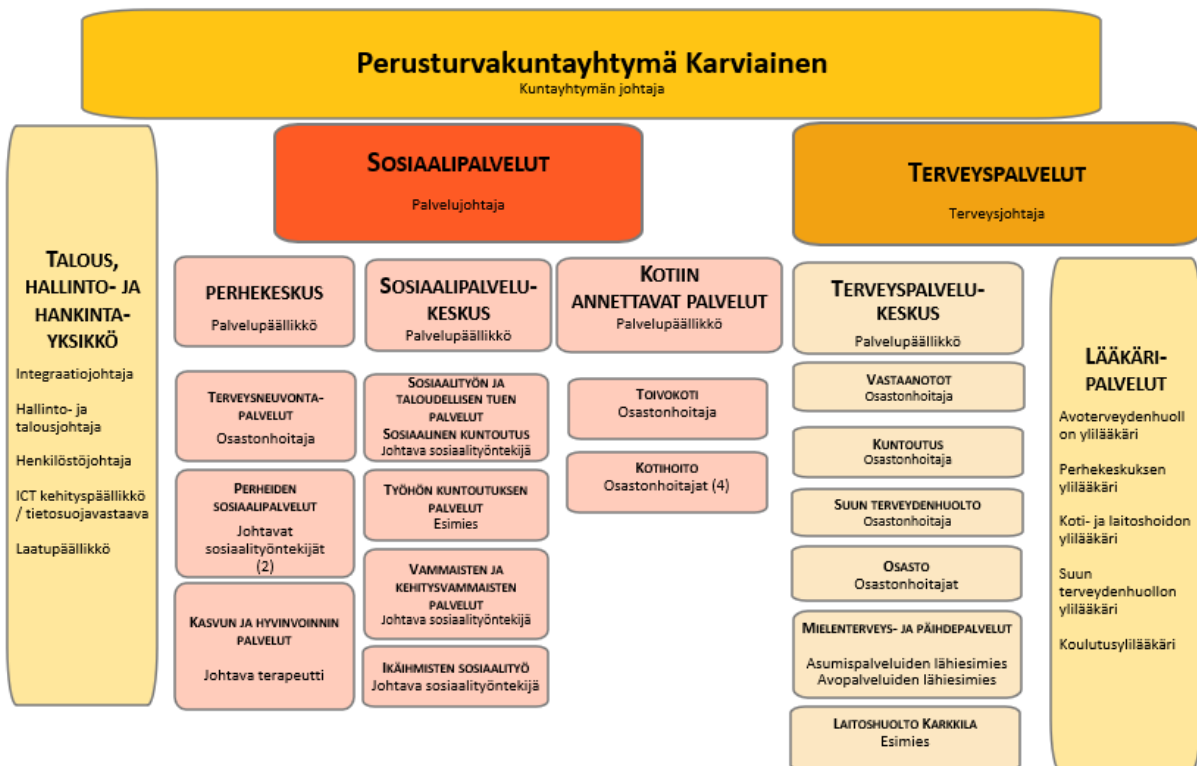 Perusturvakuntayhtymä Karviainen
Kuntayhtymän johtaja
SOSIAALIPALVELUT
Palvelujohtaja
TERVEYSPALVELUT
Terveysjohtaja
TALOUS,
HALLINTO- JA
HANKINTA-
YKSIKKÖ
Integraatiojohtaja
Hallinto- ja
talousjohtaja
Henkilöstöjohtaja
ICT kehityspäällikkö
/ tietosuojavastaava
Laatupäällikkö
PERHEKESKUS
Palvelupäällikkö
TERVEYSNEUVONTA-
PALVELUT
Osastonhoitaja
PERHEIDEN
SOSIAALIPALVELUT
Johtavat
sosiaalityöntekijät
(2)
KASVUN JA HYVINVOINNIN
PALVELUT
Johtava terapeutti
SOSIAALIPALVELU-
KESKUS
Palvelupäällikkö
SOSIAALITYÖN JA
TALOUDELLISEN TUEN
PALVELUT
SOSIAALINEN KUNTOUTUS
Johtava sosiaalityöntekijä
TYÖHÖN KUNTOUTUKSEN
PALVELUT
Esimies
VAMMAISTEN JA
KEHITYSVAMMAISTEN
PALVELUT
Johtava sosiaalityöntekijä
IKÄIHMISTEN SOSIAALITYÖ
Johtava sosiaalityöntekijä
KOTIIN
ANNETTAVAT PALVELUT
Palvelupäällikkö
TOIVOKOTI
Osastonhoitaja
KOTIHOITO
Osastonhoitajat (4)
TERVEYSPALVELU-
KESKUS
Palvelupäällikkö
VASTAANOTOT
Osastonhoitaja
KUNTOUTUS
Osastonhoitaja
SUUN TERVEYDENHUOLTO
Osastonhoitaja
OSASTO
Osastonhoitajat
MIELENTERVEYS- JA PÄIHDEPALVELUT
Asumispalveluiden lähiesimies
Avopalveluiden lähiesimies
LAITOSHUOLTO KARKKILA
Esimies
LÄÄKÄRI-
PALVELUT
Avoterveydenhuoll
on ylilääkäri
Perhekeskuksen
ylilääkäri
Koti- ja laitoshoidon
ylilääkäri
Suun
terveydenhuollon
ylilääkäri
Koulutusylilääkäri